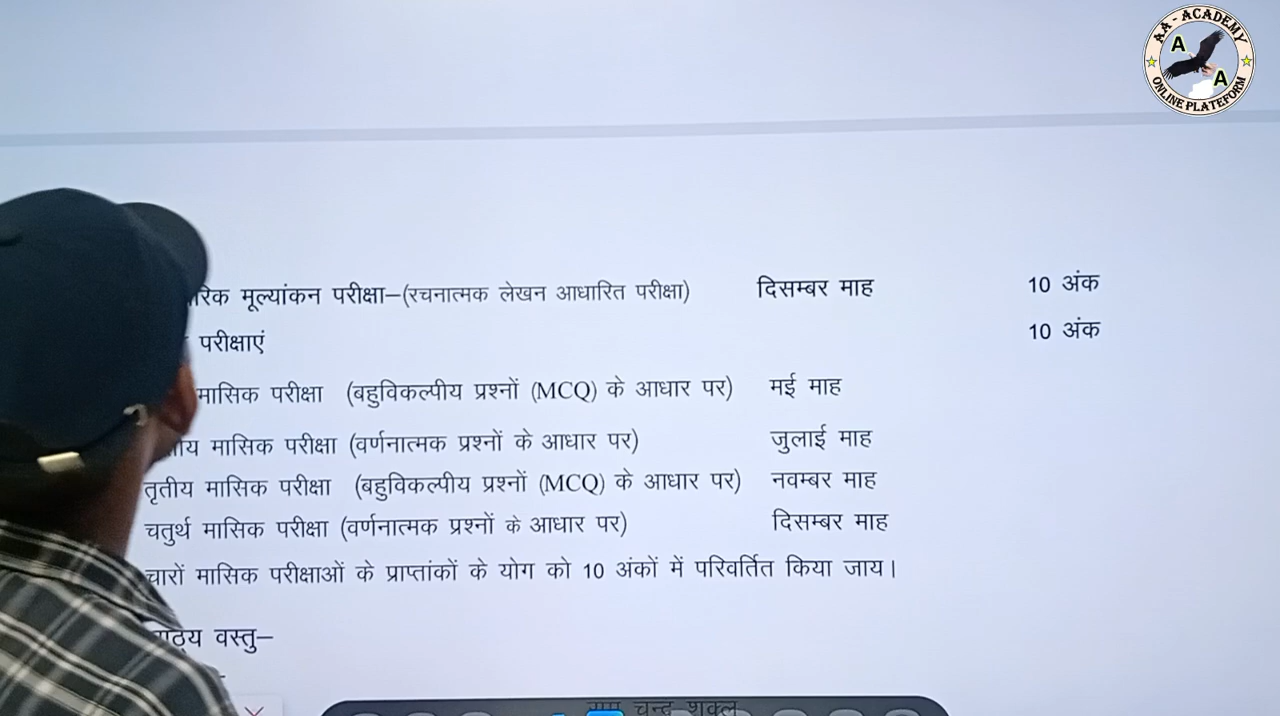 AA - ACADEMY
A
A
ONLINE PLATEFORM
मूल्यांकन परीक्षा–(रचनात्मक लेखन आधारित परीक्षा) दिसम्बर माह 10 अंक
परीक्षाएं 10 अंक
मासिक परीक्षा (बहुविकल्पीय प्रश्नों (MCQ) के आधार पर) मई माह
मासिक परीक्षा (वर्णनात्मक प्रश्नों के आधार पर) जुलाई माह
तृतीय मासिक परीक्षा (बहुविकल्पीय प्रश्नों (MCQ) के आधार पर) नवम्बर माह
चतुर्थ मासिक परीक्षा (वर्णनात्मक प्रश्नों के आधार पर) दिसम्बर माह
चारों मासिक परीक्षाओं के प्राप्तांकों के योग को 10 अंकों में परिवर्तित किया जाय।
वस्तु–
चन्द्र शुक्ल